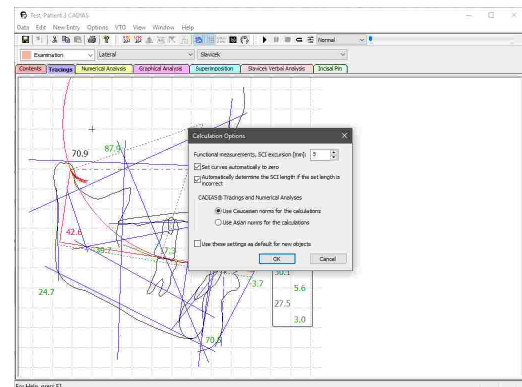 Test, Patient3 CADIAS
Data Edit New Entry Options VTO View Window Help
Normal
Examination Lateral Slavicek
Contents Tracings Numerical Analysis Graphical Analysis Superimposition Slavicek Verbal Analysis Incisal Pin
87.9
70.9
42.6
7.3
24.7
3.7
70.5
30.1
5.6
27.5
3.0
Calculation Options
Functional measurements, SCI excursion [mm]: 5
Set curves automatically to zero
Automatically determine the SCI length if the set length is
incorrect
CADIAS® Tracings and Numerical Analyses
Use Caucasian norms for the calculations
Use Asian norms for the calculations
Use these settings as default for new objects
OK Cancel
For Help, press F1